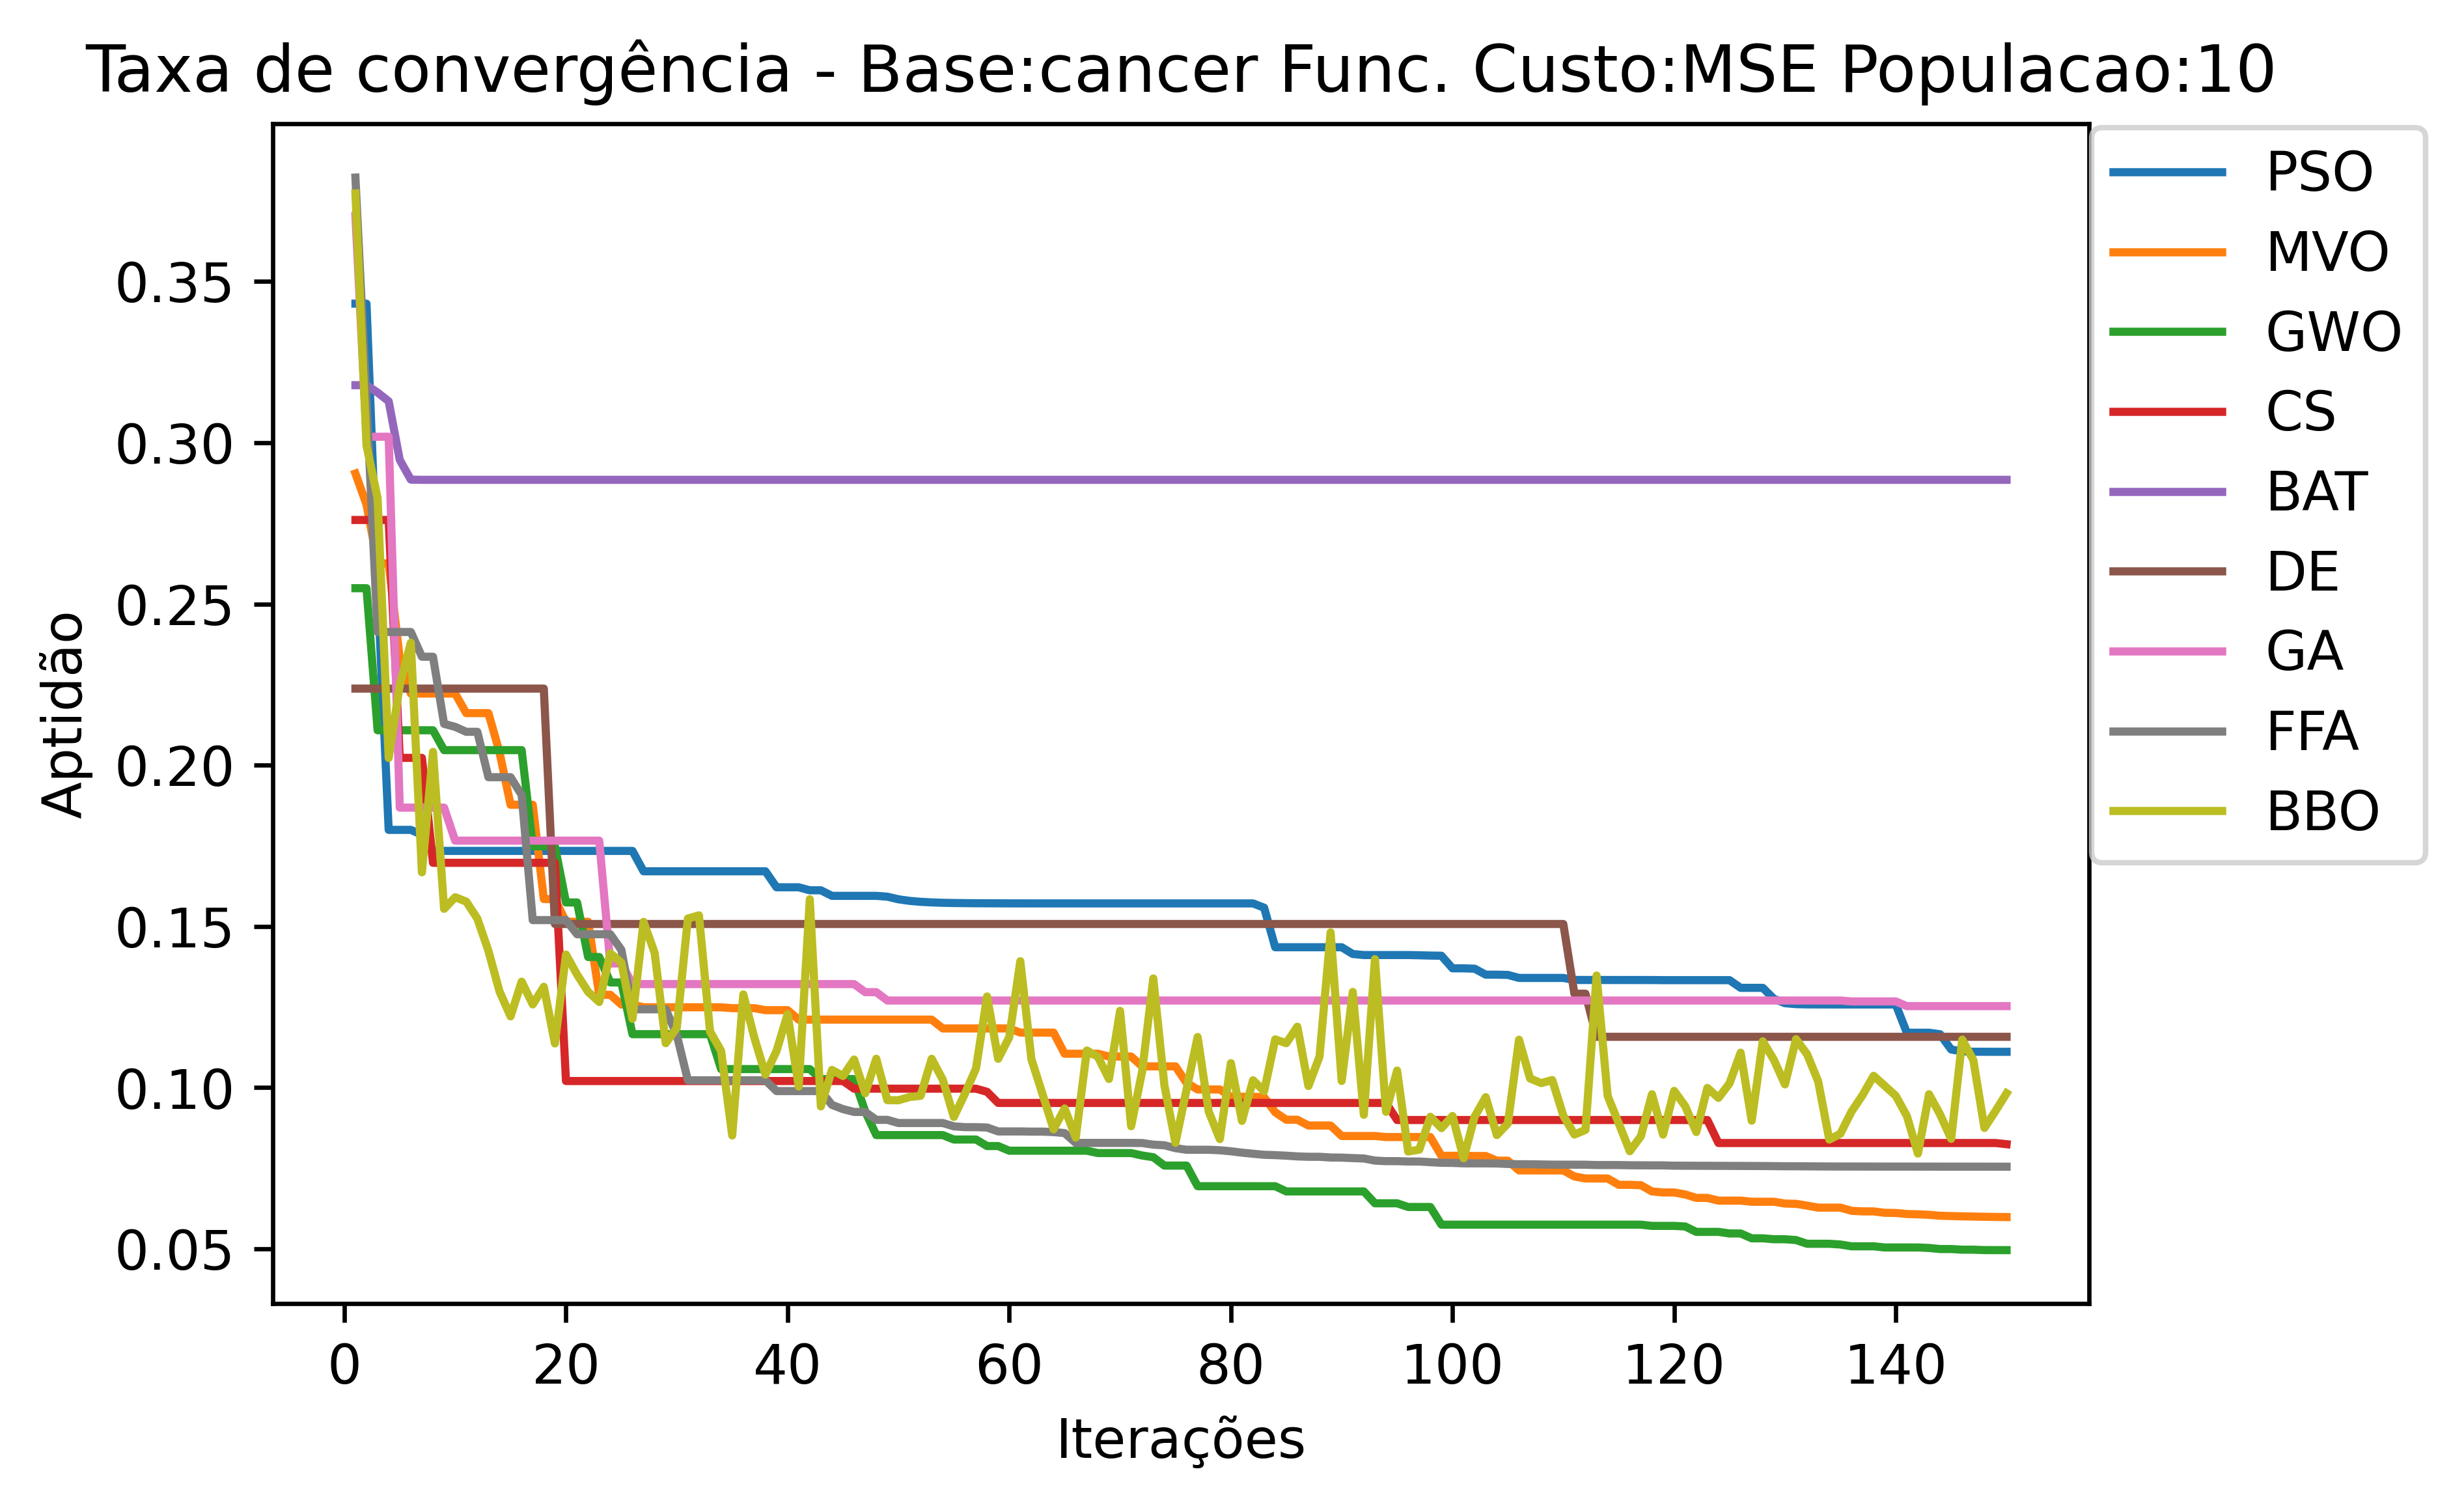 Taxa de convergência - Base:cancer Func. Custo:MSE Populacao:10
PSO
MVO
GWO
CS
BAT
DE
GA
FFA
BBO
Aptidão
0.35
0.30
0.25
0.20
0.15
0.10
0.05
0 20 40 60 80 100 120 140
Iterações